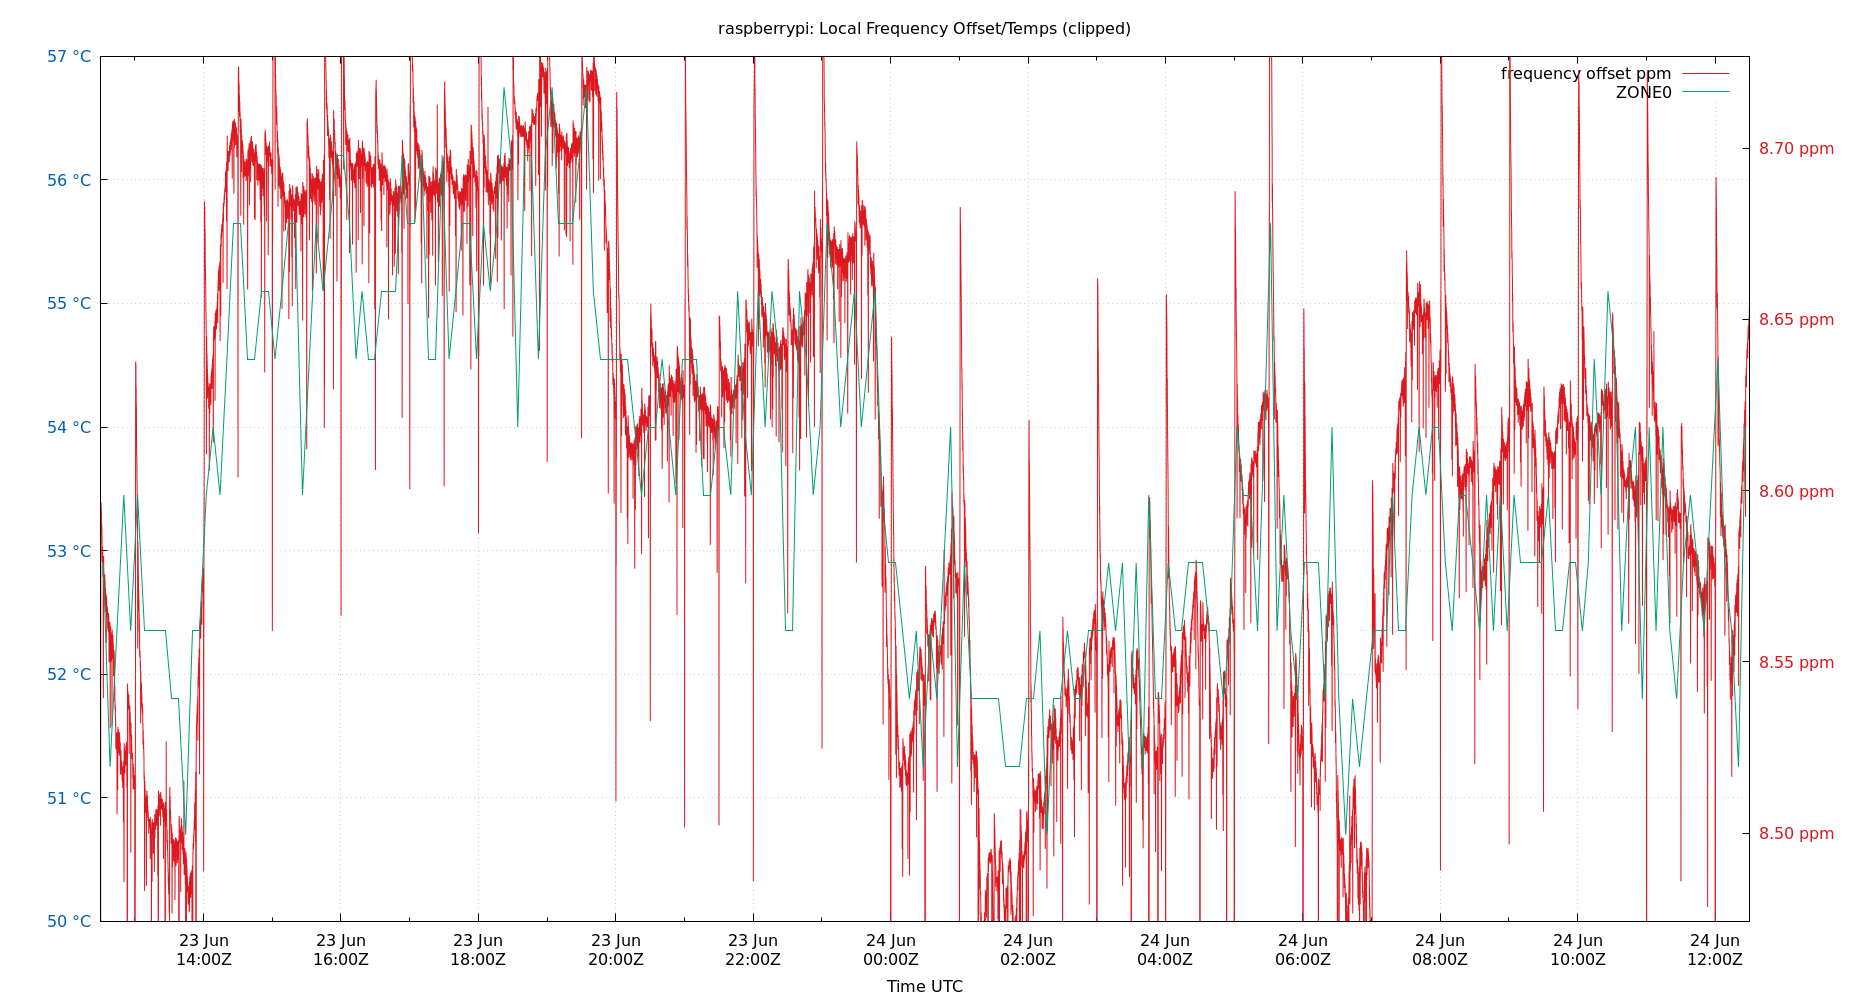 raspberrypi: Local Frequency Offset/Temps (clipped)
57 °C
56 °C
55 °C
54 °C
53 °C
52 °C
51 °C
50 °C
frequency offset ppm
ZONE0
8.70 ppm
8.65 ppm
8.60 ppm
8.55 ppm
8.50 ppm
23 Jun
14:00Z
23 Jun
16:00Z
23 Jun
18:00Z
23 Jun
20:00Z
23 Jun
22:00Z
24 Jun
00:00Z
24 Jun
02:00Z
24 Jun
04:00Z
24 Jun
06:00Z
24 Jun
08:00Z
24 Jun
10:00Z
24 Jun
12:00Z
Time UTC